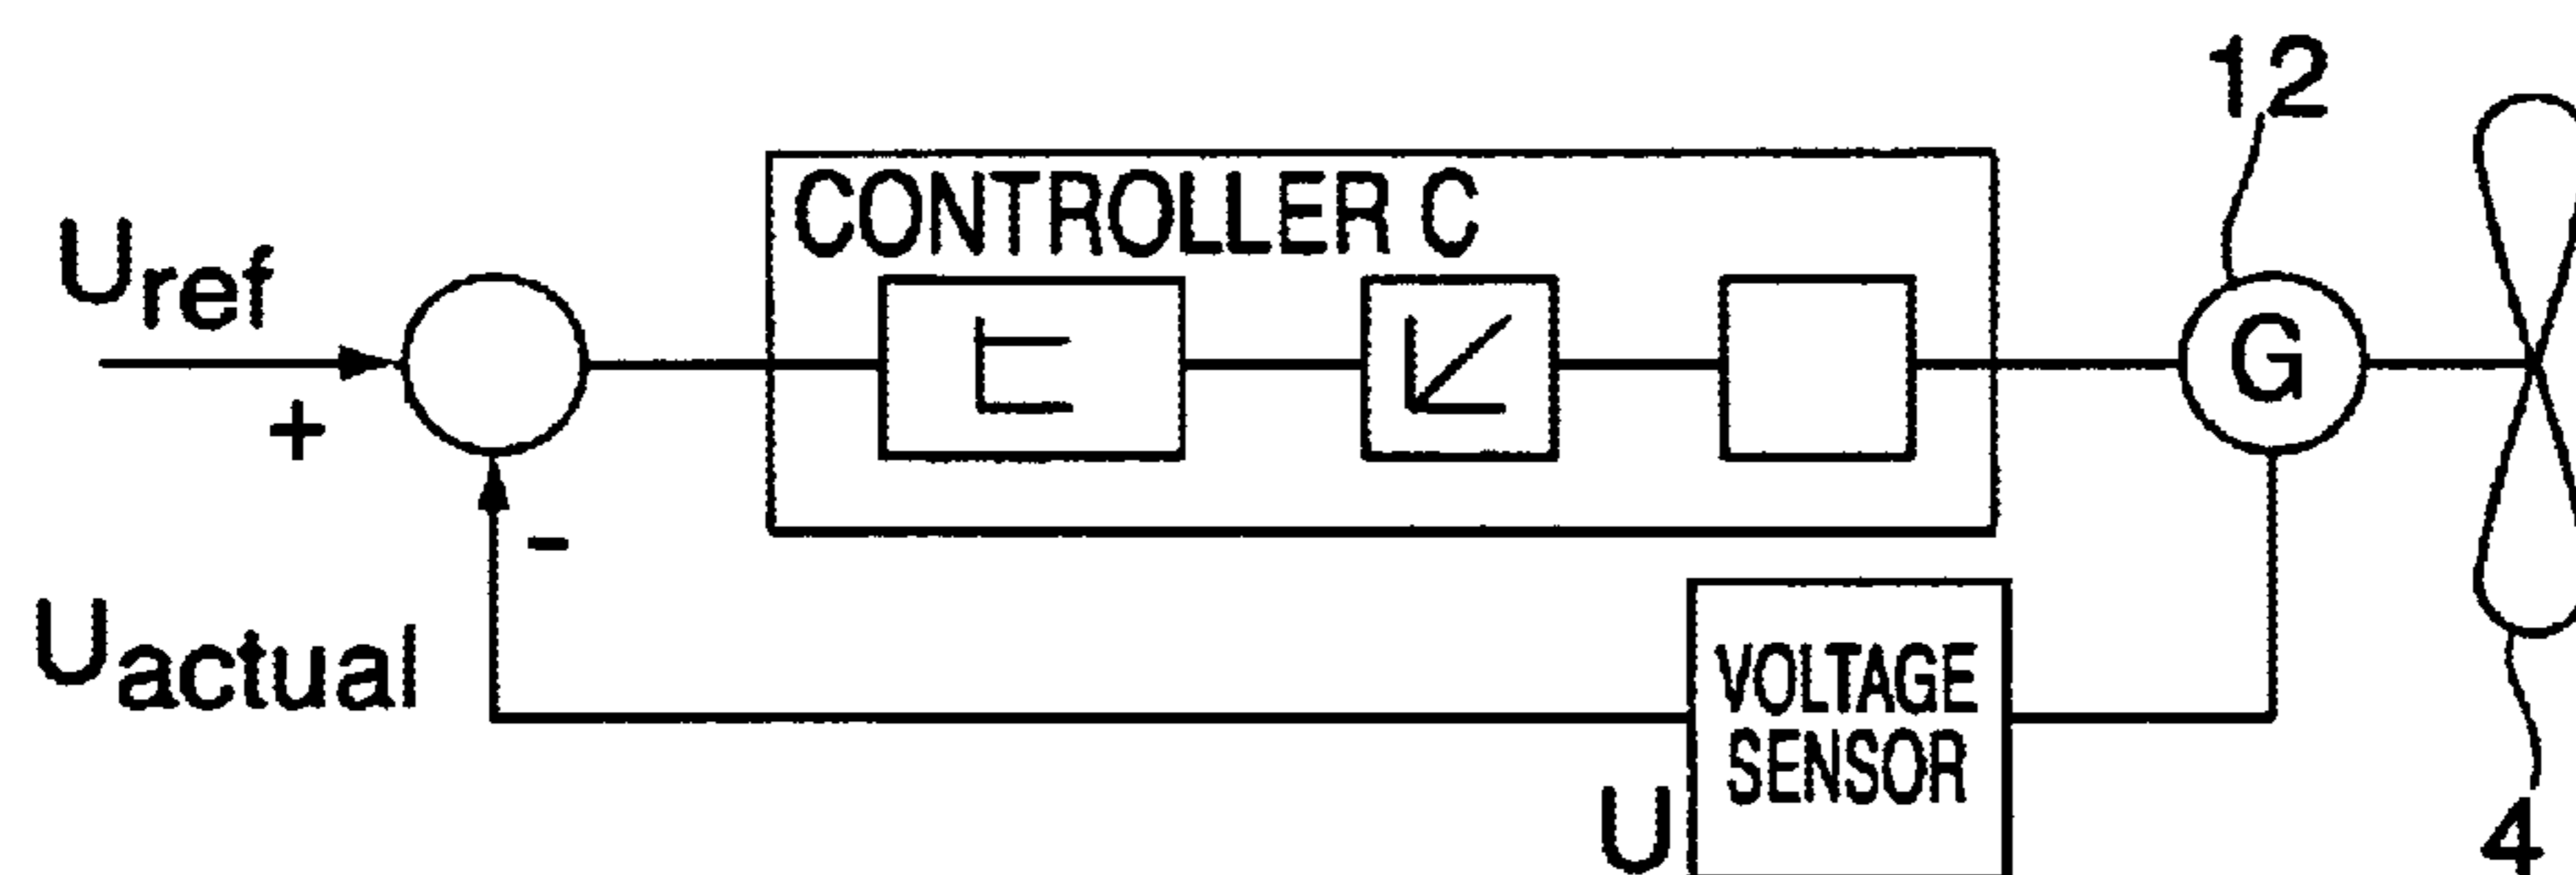 12
CONTROLLER C
Uref
+
G
-
Uactual
VOLTAGE
SENSOR
U
4